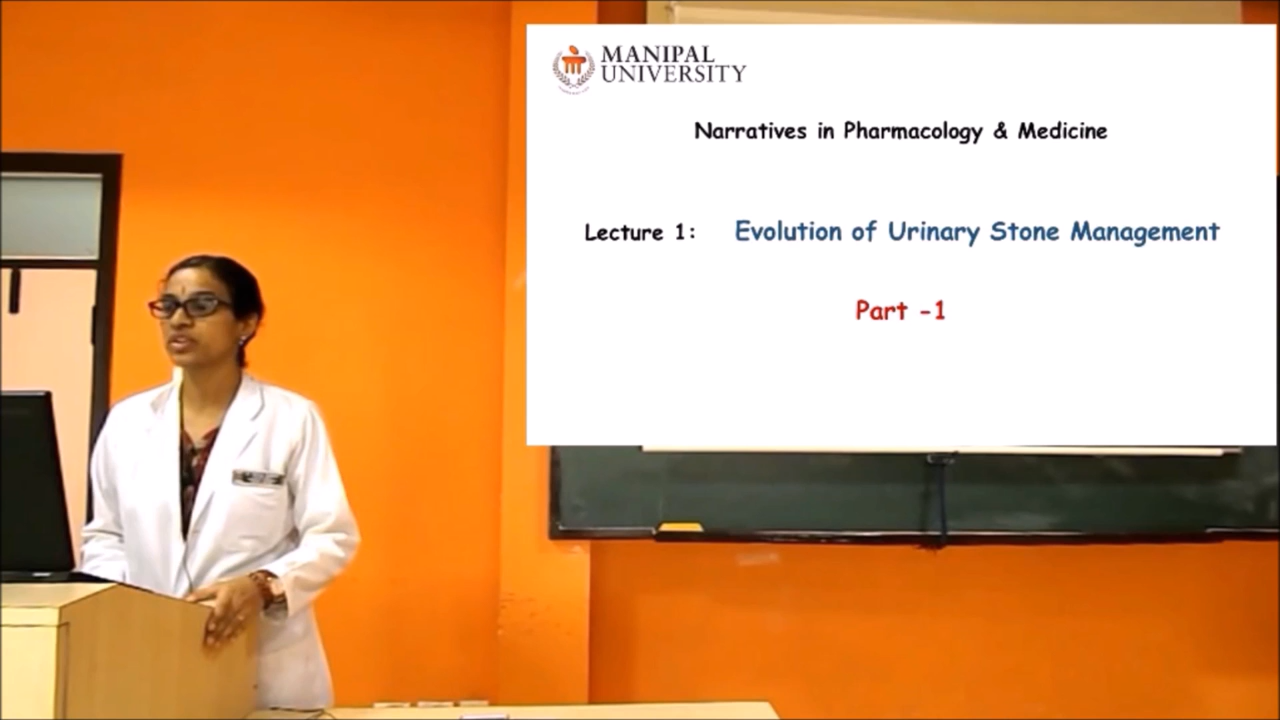 MANIPAL
UNIVERSITY
Narratives in Pharmacology & Medicine
Lecture 1: Evolution of Urinary Stone Management
Part -1